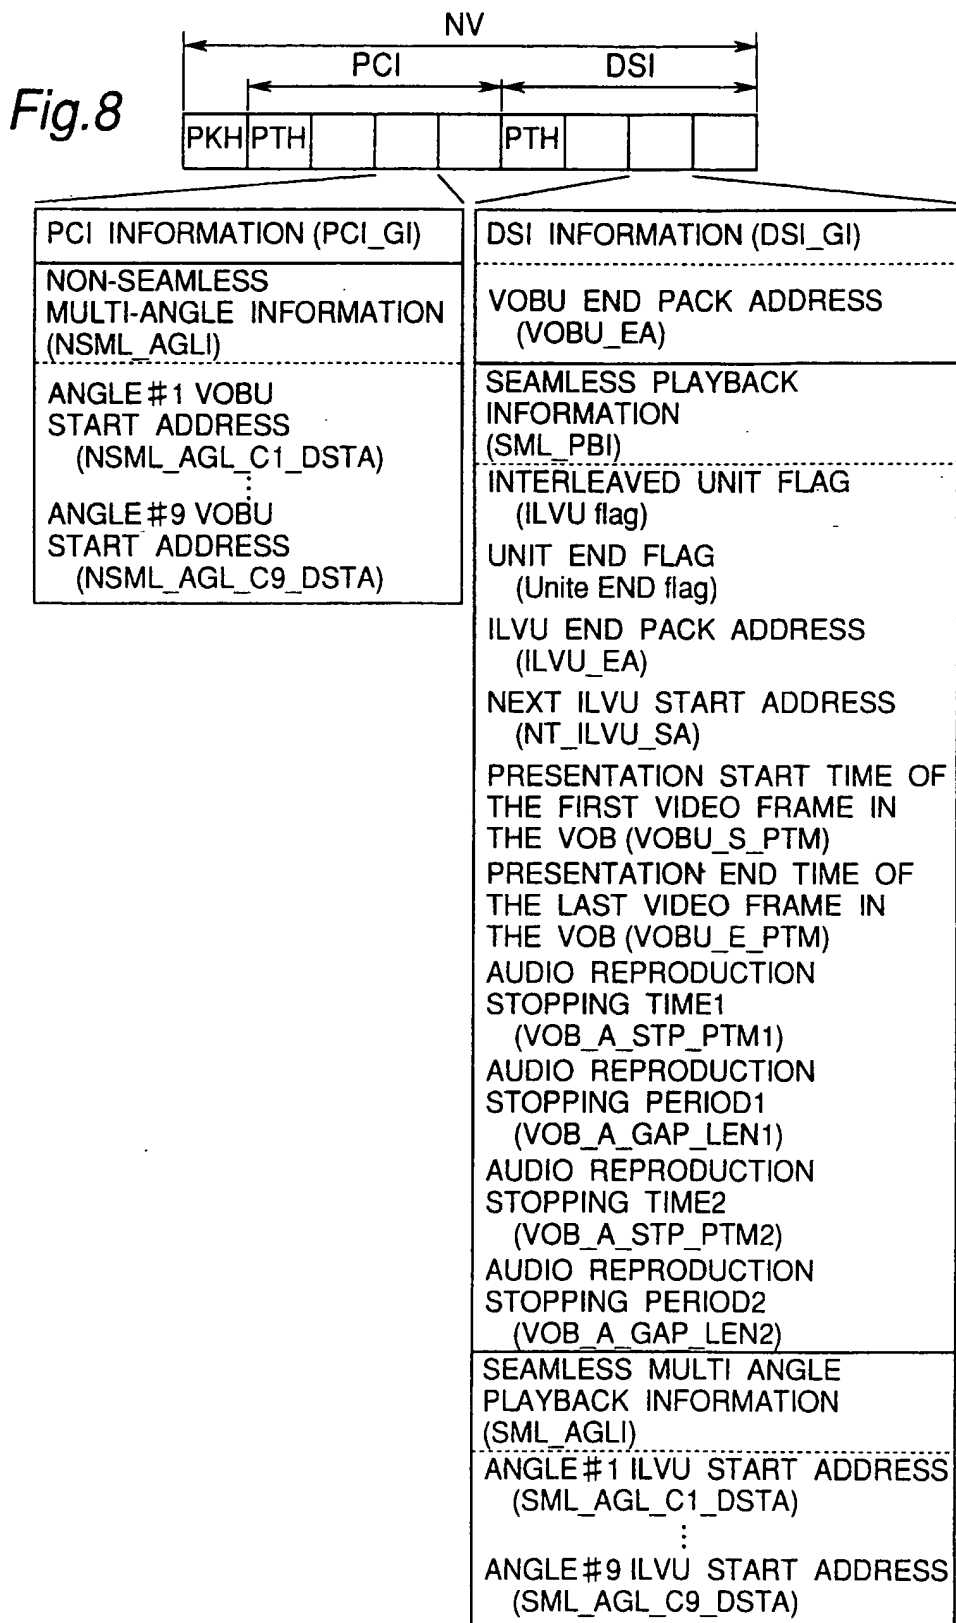 Fig.8
NV
PCI DSI
PKH PTH PTH
PCI INFORMATION (PCI_GI)
NON-SEAMLESS
MULTI-ANGLE INFORMATION
(NSML_AGLI)
ANGLE#1 VOBU
START ADDRESS
(NSML_AGL_C1_DSTA)
⋮
ANGLE#9 VOBU
START ADDRESS
(NSML_AGL_C9_DSTA)
DSI INFORMATION (DSI_GI)
VOBU END PACK ADDRESS
(VOBU_EA)
SEAMLESS PLAYBACK
INFORMATION
(SML_PBI)
INTERLEAVED UNIT FLAG
(ILVU flag)
UNIT END FLAG
(Unite END flag)
ILVU END PACK ADDRESS
(ILVU_EA)
NEXT ILVU START ADDRESS
(NT_ILVU_SA)
PRESENTATION START TIME OF
THE FIRST VIDEO FRAME IN
THE VOB (VOBU_S_PTM)
PRESENTATION END TIME OF
THE LAST VIDEO FRAME IN
THE VOB (VOBU_E_PTM)
AUDIO REPRODUCTION
STOPPING TIME1
(VOB_A_STP_PTM1)
AUDIO REPRODUCTION
STOPPING PERIOD1
(VOB_A_GAP_LEN1)
AUDIO REPRODUCTION
STOPPING TIME2
(VOB_A_STP_PTM2)
AUDIO REPRODUCTION
STOPPING PERIOD2
(VOB_A_GAP_LEN2)
SEAMLESS MULTI ANGLE
PLAYBACK INFORMATION
(SML_AGLI)
ANGLE#1 ILVU START ADDRESS
(SML_AGL_C1_DSTA)
⋮
ANGLE#9 ILVU START ADDRESS
(SML_AGL_C9_DSTA)